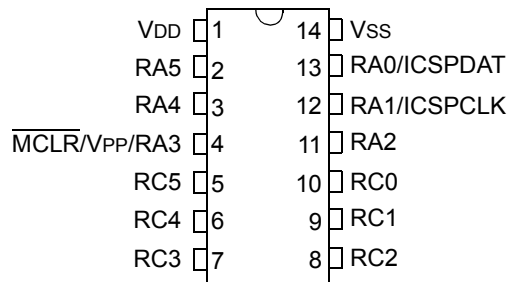 VDD 1 14 VSS
RA5 2 13 RA0/ICSPDAT
RA4 3 12 RA1/ICSPCLK
MCLR/VPP/RA3 4 11 RA2
RC5 5 10 RC0
RC4 6 9 RC1
RC3 7 8 RC2